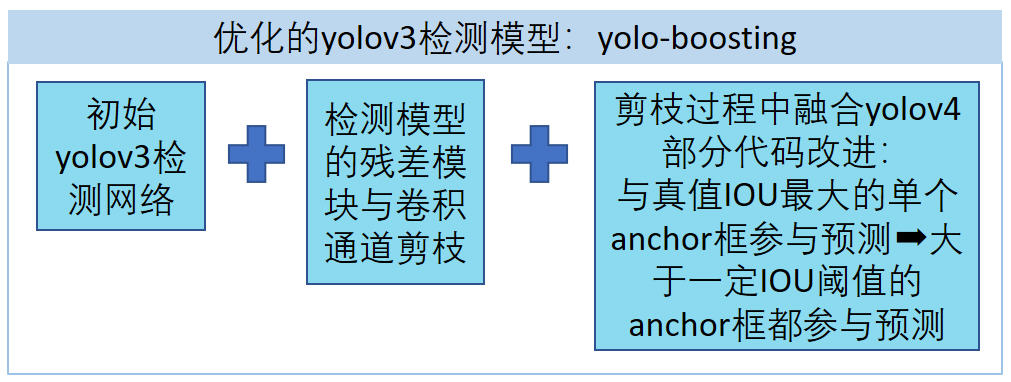 优化的yolov3检测模型：yolo-boosting
初始
yolov3检
测网络
检测模型
的残差模
块与卷积
通道剪枝
剪枝过程中融合yolov4
部分代码改进：
与真值IOU最大的单个
anchor框参与预测➡大
于一定IOU阈值的
anchor框都参与预测